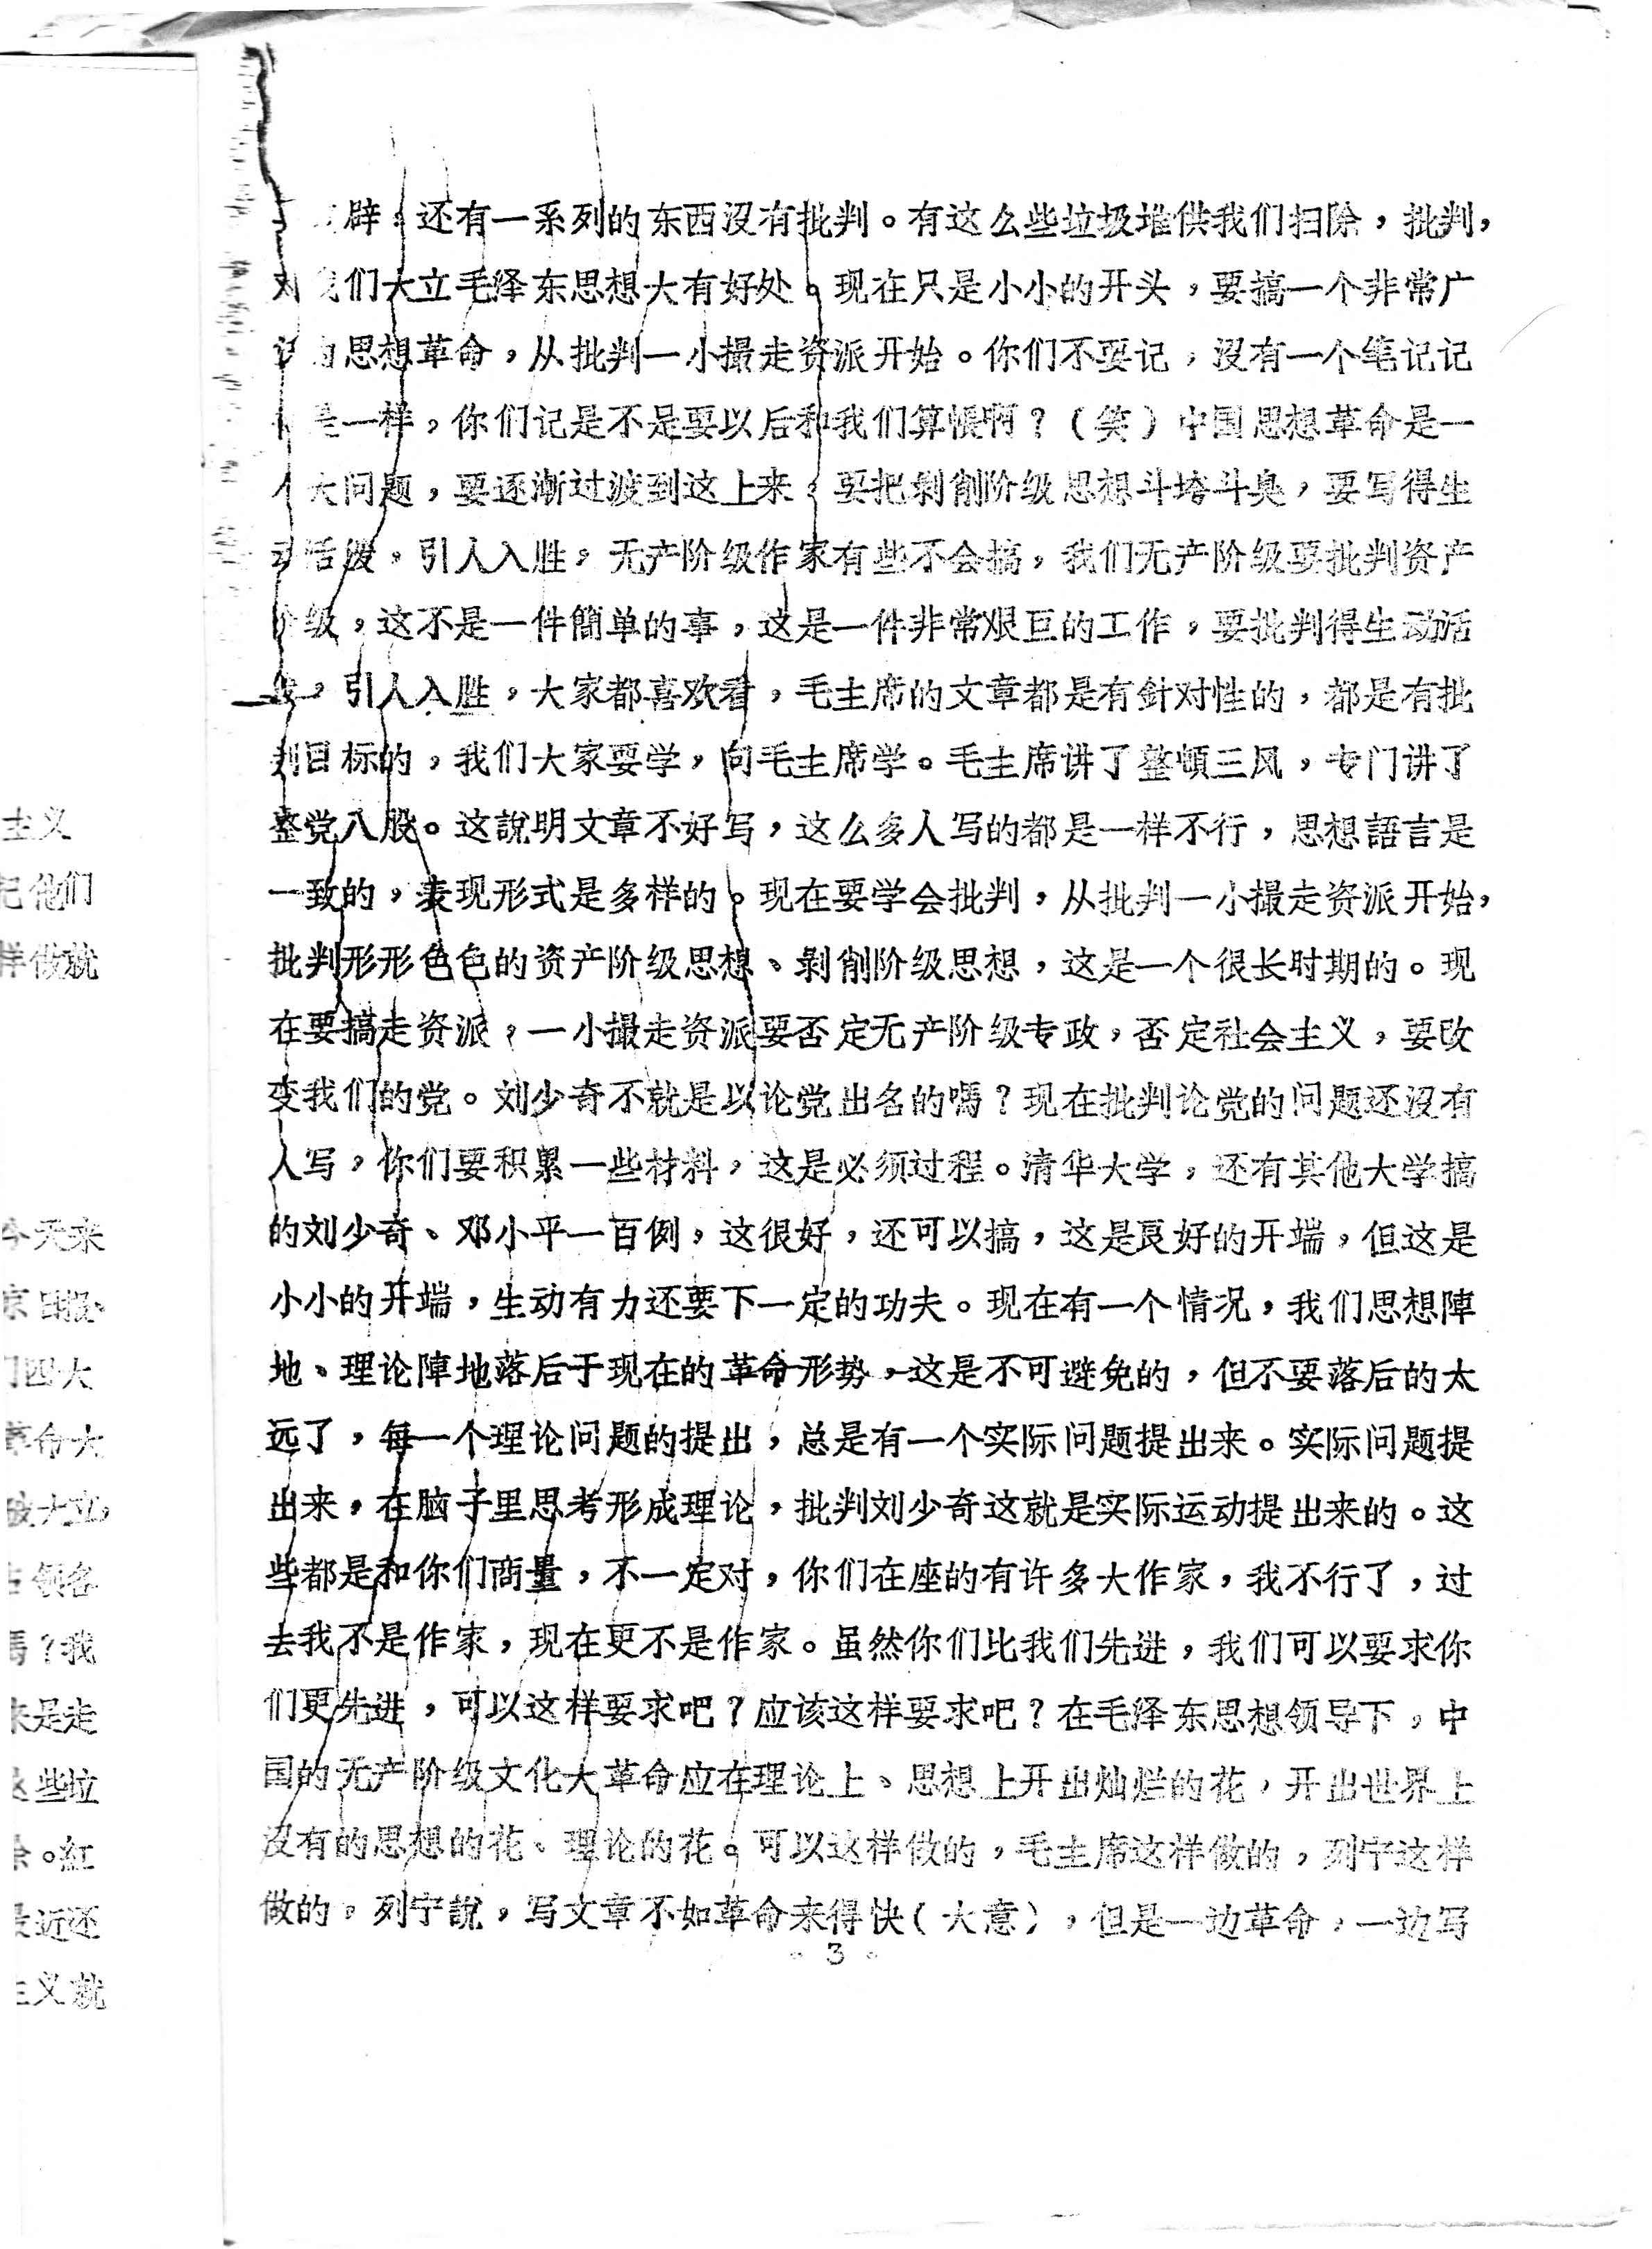 辟。还有一系列的东西沒有批判。有这么些垃圾堆供我们扫除，批判，
对我们大立毛泽东思想大有好处。现在只是小小的开头，要搞一个非常广
思想革命，从批判一小撮走资派开始。你们不要记，沒有一个笔记记
是一样，你们记是不是要以后和我们算帳啊？（笑）中国思想革命是一
个大问题，要逐渐过渡到这上来，要把剥削阶级思想斗垮斗臭，要写得生
动活泼，引人入胜，无产阶级作家有些不会搞，我们无产阶级要批判资产
阶级，这不是一件簡单的事，这是一件非常艰巨的工作，要批判得生动活
泼，引人入胜，大家都喜欢看，毛主席的文章都是有針对性的，都是有批
判目标的，我们大家要学，向毛主席学。毛主席讲了整頓三风，专门讲了
整党八股。这說明文章不好写，这么多人写的都是一样不行，思想語言是
一致的，表现形式是多样的。现在要学会批判，从批判一小撮走资派开始，
批判形形色色的资产阶级思想、剥削阶级思想，这是一个很长时期的。现
在要搞走资派，一小撮走资派要否定无产阶级专政，否定社会主义，要改
变我们的党。刘少奇不就是以论党出名的嗎？现在批判论党的问题还沒有
人写，你们要积累一些材料，这是必须过程。清华大学，还有其他大学搞
的刘少奇、邓小平一百例，这很好，还可以搞，这是良好的开端，但这是
小小的开端，生动有力还要下一定的功夫。现在有一个情况，我们思想陣
地、理论陣地落后于现在的革命形势，这是不可避免的，但不要落后的太
远了，每一个理论问题的提出，总是有一个实际问题提出来。实际问题提
出来，在脑子里思考形成理论，批判刘少奇这就是实际运动提出来的。这
些都是和你们商量，不一定对，你们在座的有许多大作家，我不行了，过
去我不是作家，现在更不是作家。虽然你们比我们先进，我们可以要求你
们更先进，可以这样要求吧？应该这样要求吧？在毛泽东思想领导下，中
国的无产阶级文化大革命应在理论上、思想上开出灿烂的花，开出世界上
沒有的思想的花、理论的花。可以这样做的，毛主席这样做的，列宁这样
做的。列宁說，写文章不如革命来得快（大意），但是一边革命，一边写
· 3 ·
主义
他们
样做就
今天来
京日报
四大
革命大
破大立，
领各
嗎？我
来是走
这些垃
。紅
最近还
主义就